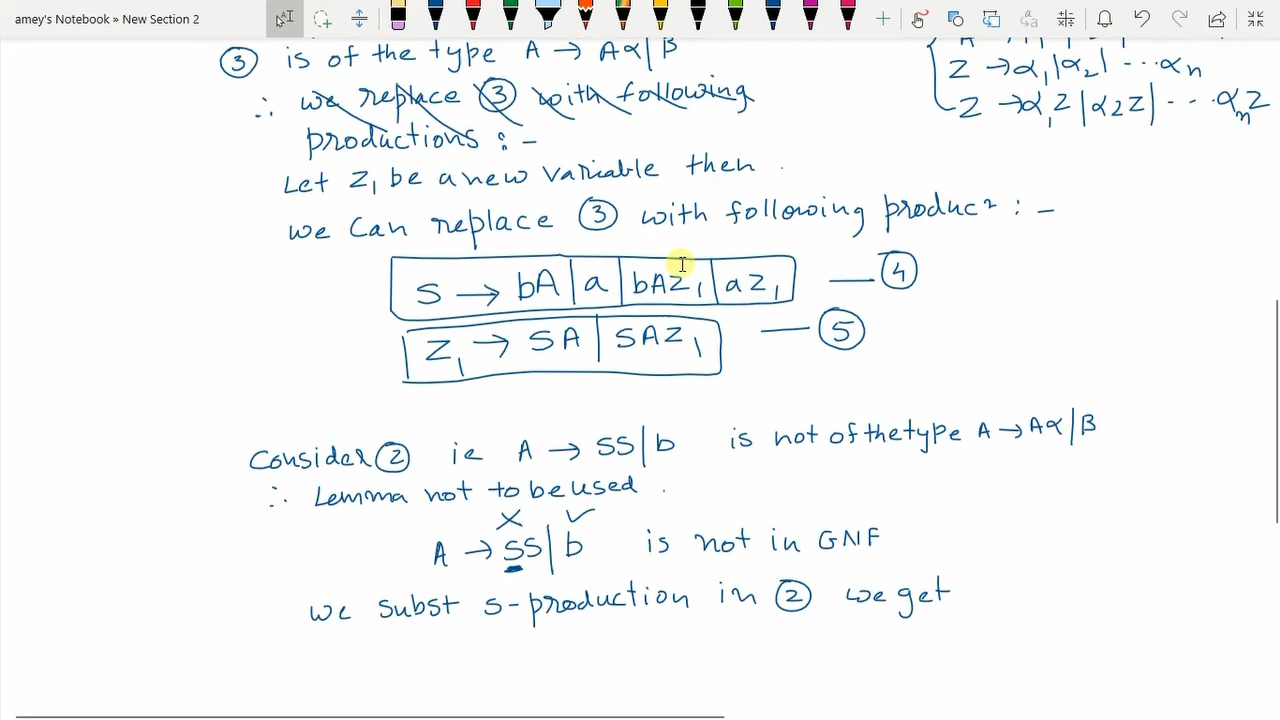 amey's Notebook » New Section 2
③ is of the type A → Aα|β
∴ we replace ③ with following
productions :-
Let Z₁ be a new variable then
we can replace ③ with following producⁿ :-
Z → α₁|α₂|---αₙ
Z → α₁Z|α₂Z|---αₙZ
S → bA|a|bAZ₁|aZ₁ — ④
Z₁ → SA|SAZ₁ — ⑤
Consider ② ie A → SS|b is not of the type A → Aα|β
∴ Lemma not to be used.
× ✓
A → SS|b is not in GNF
we subst S-production in ② we get